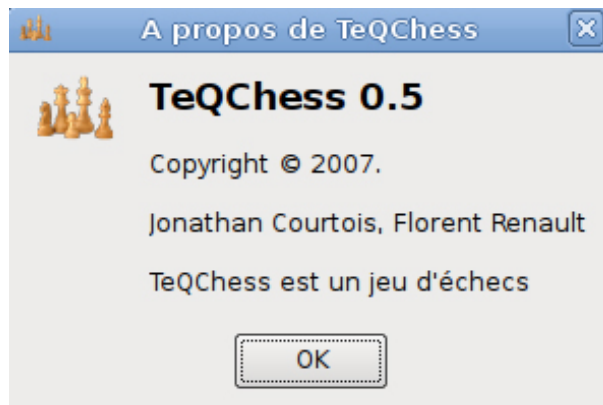 A propos de TeQChess
TeQChess 0.5
Copyright © 2007.
Jonathan Courtois, Florent Renault
TeQChess est un jeu d'échecs
OK